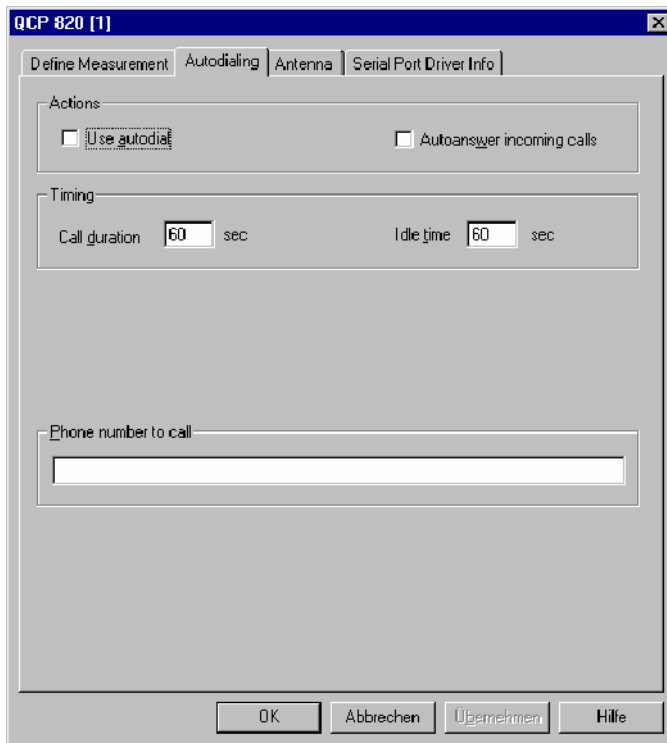 QCP 820 [1]
Define Measurement Autodialing Antenna Serial Port Driver Info
Actions
Use autodial Autoanswer incoming calls
Timing
Call duration 60 sec Idle time 60 sec
Phone number to call
OK Abbrechen Übernehmen Hilfe